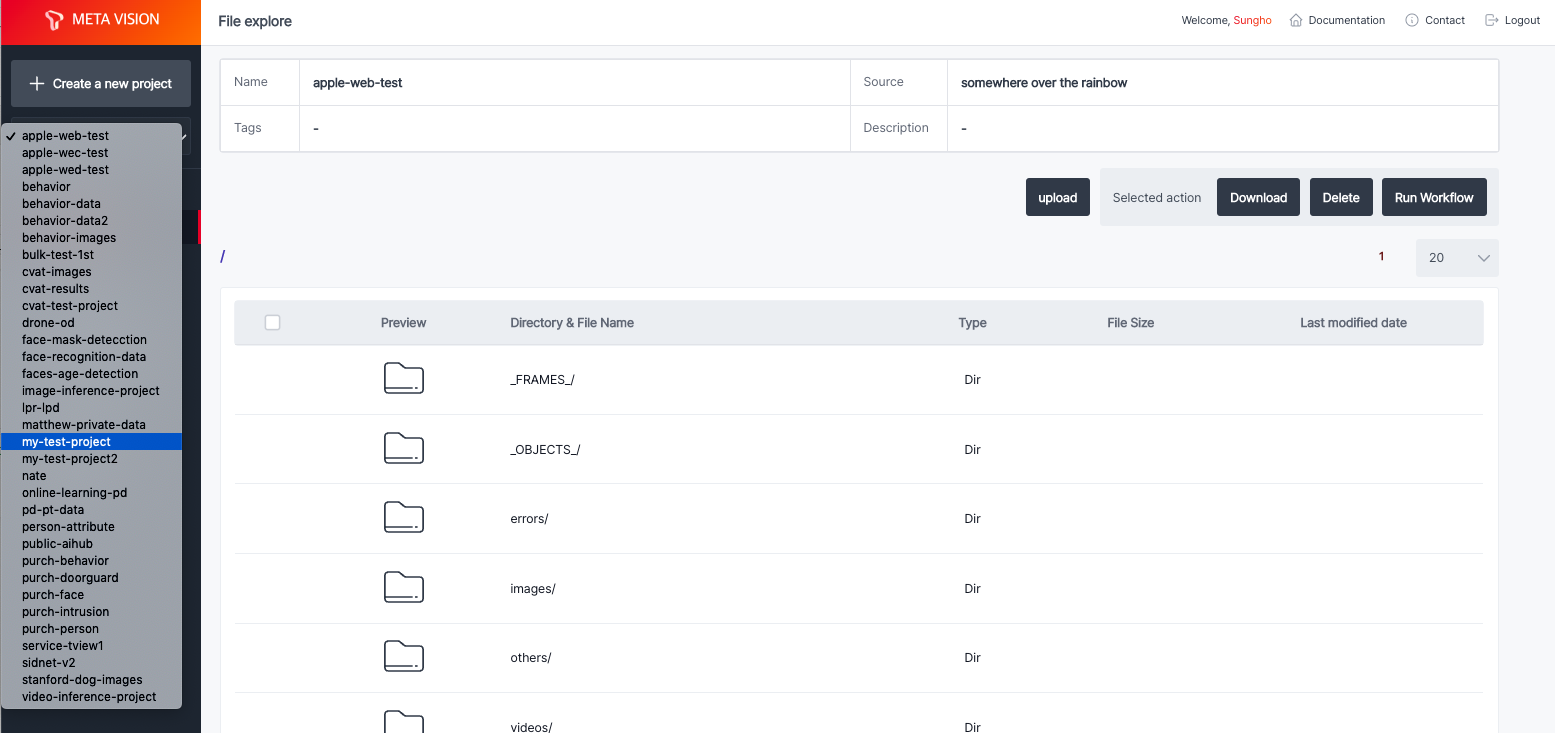 META VISION
File explore
Welcome, Sungho
Documentation
Contact
Logout
Create a new project
apple-web-test
apple-wec-test
apple-wed-test
behavior
behavior-data
behavior-data2
behavior-images
bulk-test-1st
cvat-images
cvat-results
cvat-test-project
drone-od
face-mask-detecction
face-recognition-data
faces-age-detection
image-inference-project
lpr-lpd
matthew-private-data
my-test-project
my-test-project2
nate
online-learning-pd
pd-pt-data
person-attribute
public-aihub
purch-behavior
purch-doorguard
purch-face
purch-intrusion
purch-person
service-tview1
sidnet-v2
stanford-dog-images
video-inference-project
Name apple-web-test Source somewhere over the rainbow
Tags - Description -
upload Selected action Download Delete Run Workflow
/ 1 20
Preview Directory & File Name Type File Size Last modified date
_FRAMES_/ Dir
_OBJECTS_/ Dir
errors/ Dir
images/ Dir
others/ Dir
videos/ Dir